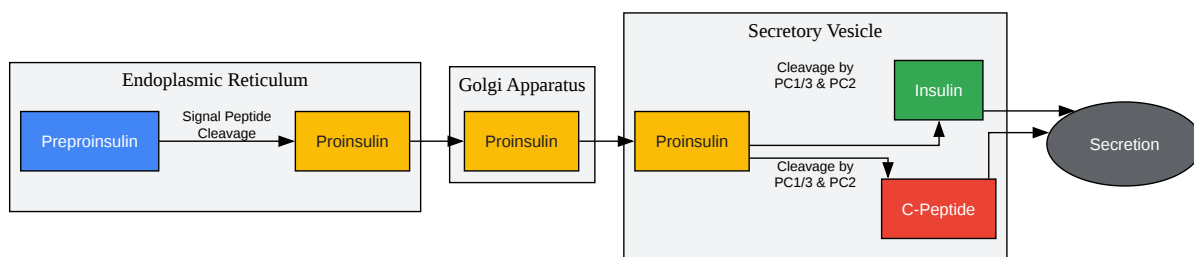 Endoplasmic Reticulum
Preproinsulin
Signal Peptide
Cleavage
Proinsulin
Golgi Apparatus
Proinsulin
Secretory Vesicle
Proinsulin
Cleavage by
PC1/3 & PC2
Insulin
Cleavage by
PC1/3 & PC2
C-Peptide
Secretion